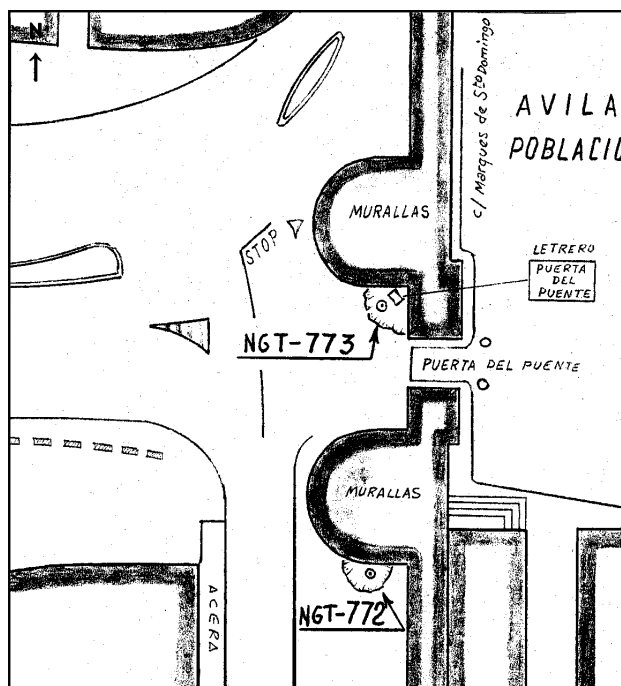 N
C/ Marques de Sto Domingo
AVILA
POBLACIO
MURALLAS
STOP
LETRERO
PUERTA
DEL
PUENTE
NGT-773
PUERTA DEL PUENTE
MURALLAS
NGT-772
ACERA